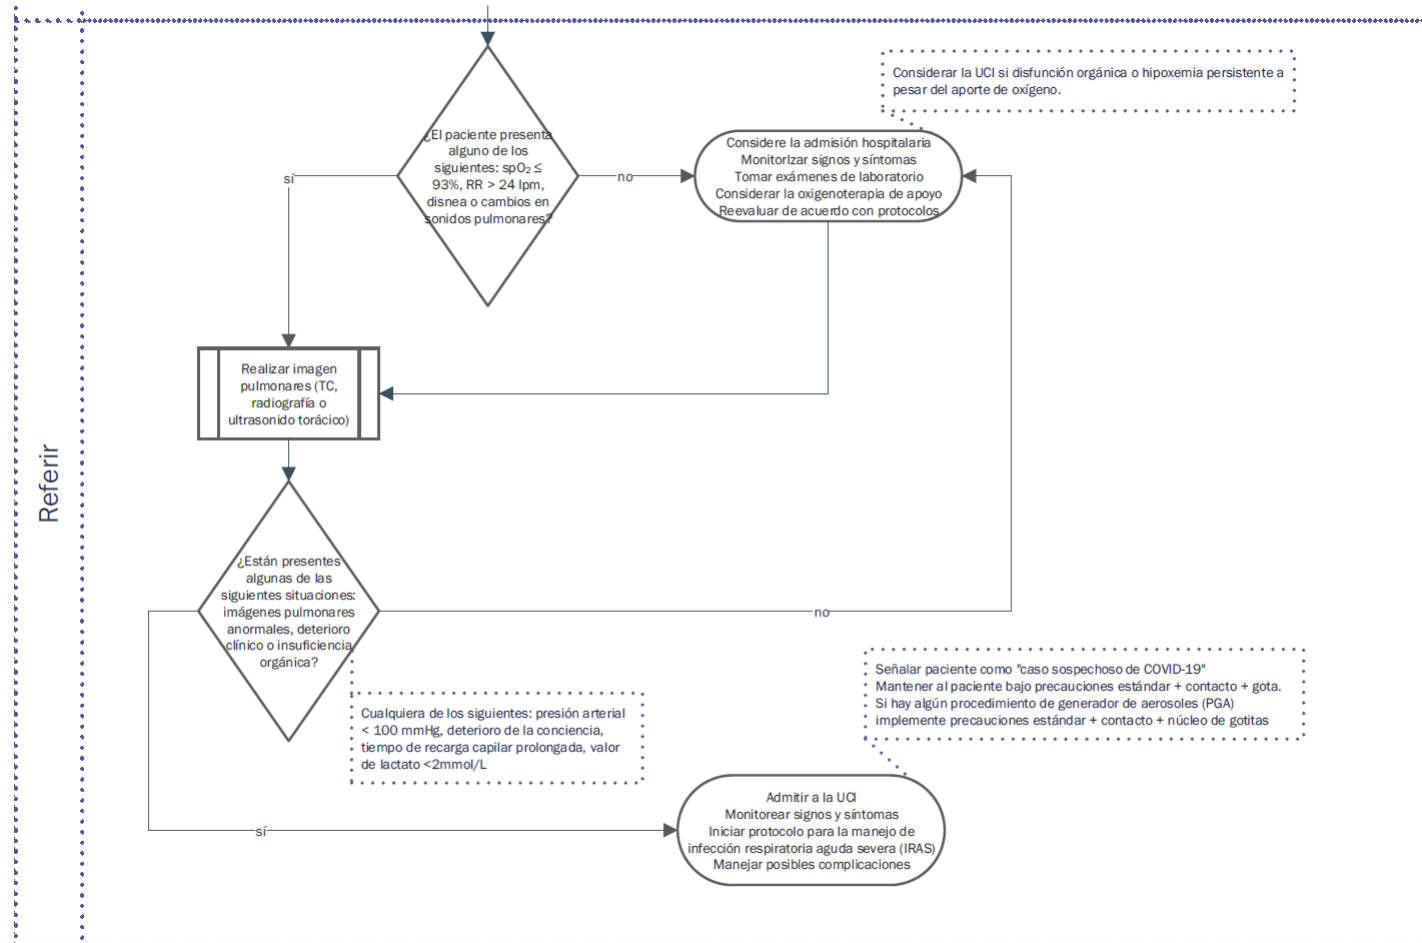 Considerar la UCI si disfunción orgánica o hipoxemia persistente a
pesar del aporte de oxígeno.
¿El paciente presenta
alguno de los
siguientes: spO₂ ≤
93%, RR > 24 lpm,
disnea o cambios en
sonidos pulmonares?
sí
no
Considere la admisión hospitalaria
MonitorIzar signos y síntomas
Tomar exámenes de laboratorio
Considerar la oxigenoterapia de apoyo
Reevaluar de acuerdo con protocolos
Realizar imagen
pulmonares (TC,
radiografía o
ultrasonido torácico)
Referir
¿Están presentes
algunas de las
siguientes situaciones:
imágenes pulmonares
anormales, deterioro
clínico o insuficiencia
orgánica?
no
Cualquiera de los siguientes: presión arterial
< 100 mmHg, deterioro de la conciencia,
tiempo de recarga capilar prolongada, valor
de lactato <2mmol/L
Señalar paciente como "caso sospechoso de COVID-19"
Mantener al paciente bajo precauciones estándar + contacto + gota.
Si hay algún procedimiento de generador de aerosoles (PGA)
implemente precauciones estándar + contacto + núcleo de gotitas
sí
Admitir a la UCI
Monitorear signos y síntomas
Iniciar protocolo para la manejo de
infección respiratoria aguda severa (IRAS)
Manejar posibles complicaciones